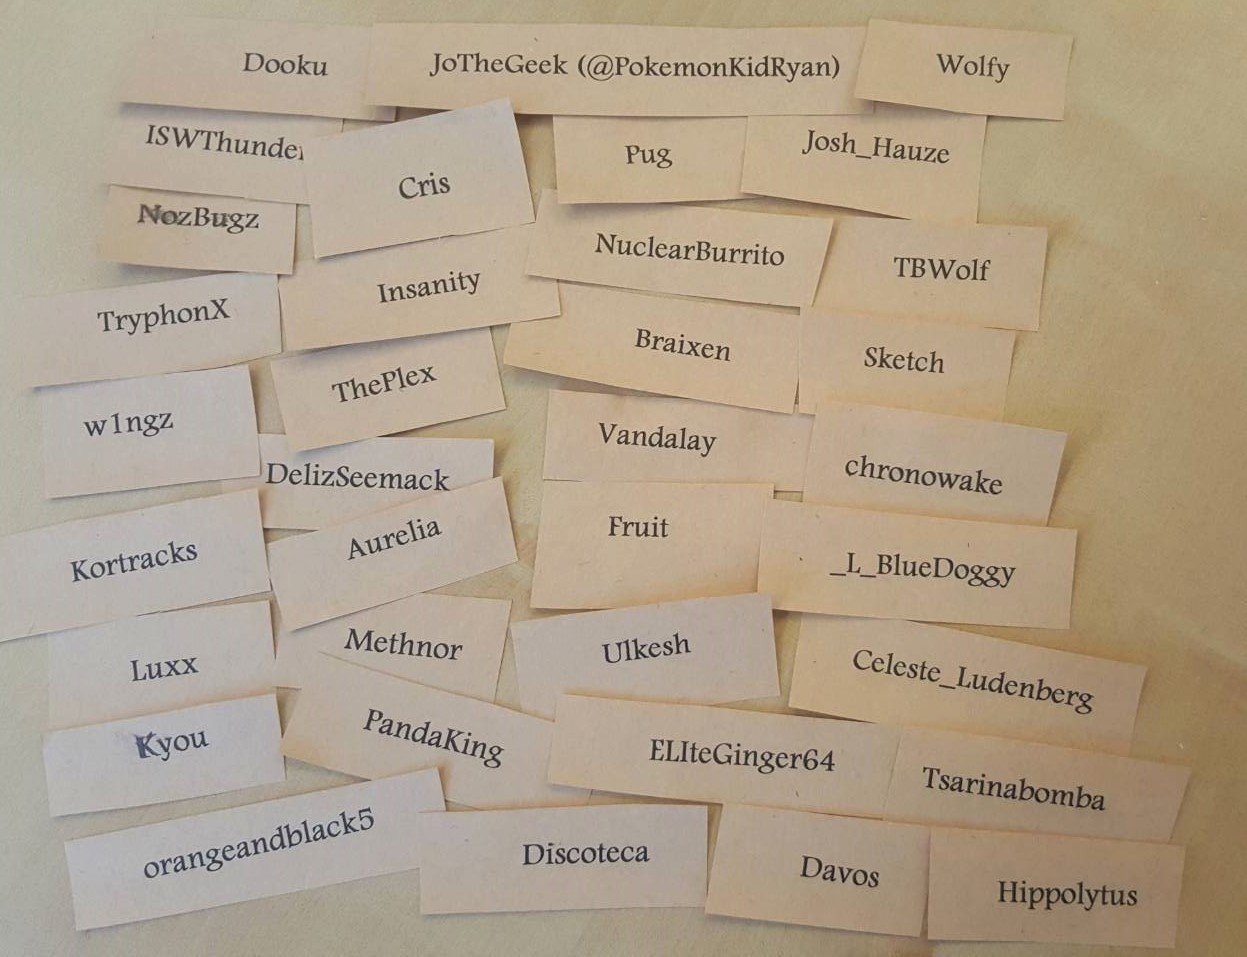 Dooku
JoTheGeek (@PokemonKidRyan)
Wolfy
ISWThunder
Cris
Pug
Josh_Hauze
NozBugz
NuclearBurrito
TBWolf
TryphonX
Insanity
Braixen
Sketch
ThePlex
w1ngz
Vandalay
chronowake
DelizSeemack
Kortracks
Aurelia
Fruit
_L_BlueDoggy
Luxx
Methnor
Ulkesh
Celeste_Ludenberg
Kyou
PandaKing
ELIteGinger64
Tsarinabomba
orangeandblack5
Discoteca
Davos
Hippolytus